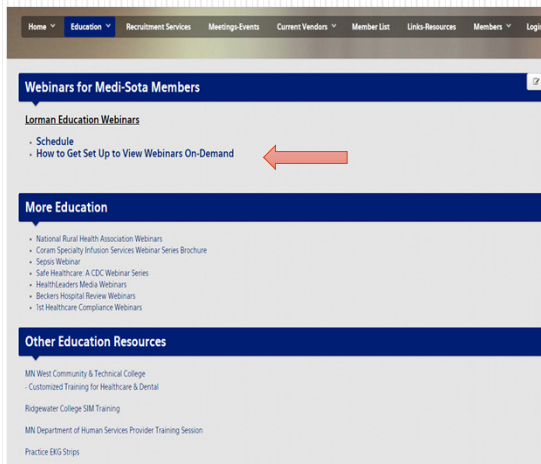 Home Education Recruitment Services Meetings-Events Current Vendors Member List Links-Resources Members Login
Webinars for Medi-Sota Members
Lorman Education Webinars
Schedule
How to Get Set Up to View Webinars On-Demand
More Education
National Rural Health Association Webinars
Coram Specialty Infusion Services Webinar Series Brochure
Sepsis Webinar
Safe Healthcare: A CDC Webinar Series
HealthLeaders Media Webinars
Beckers Hospital Review Webinars
1st Healthcare Compliance Webinars
Other Education Resources
MN West Community & Technical College
- Customized Training for Healthcare & Dental
Ridgewater College SIM Training
MN Department of Human Services Provider Training Session
Practice EKG Strips